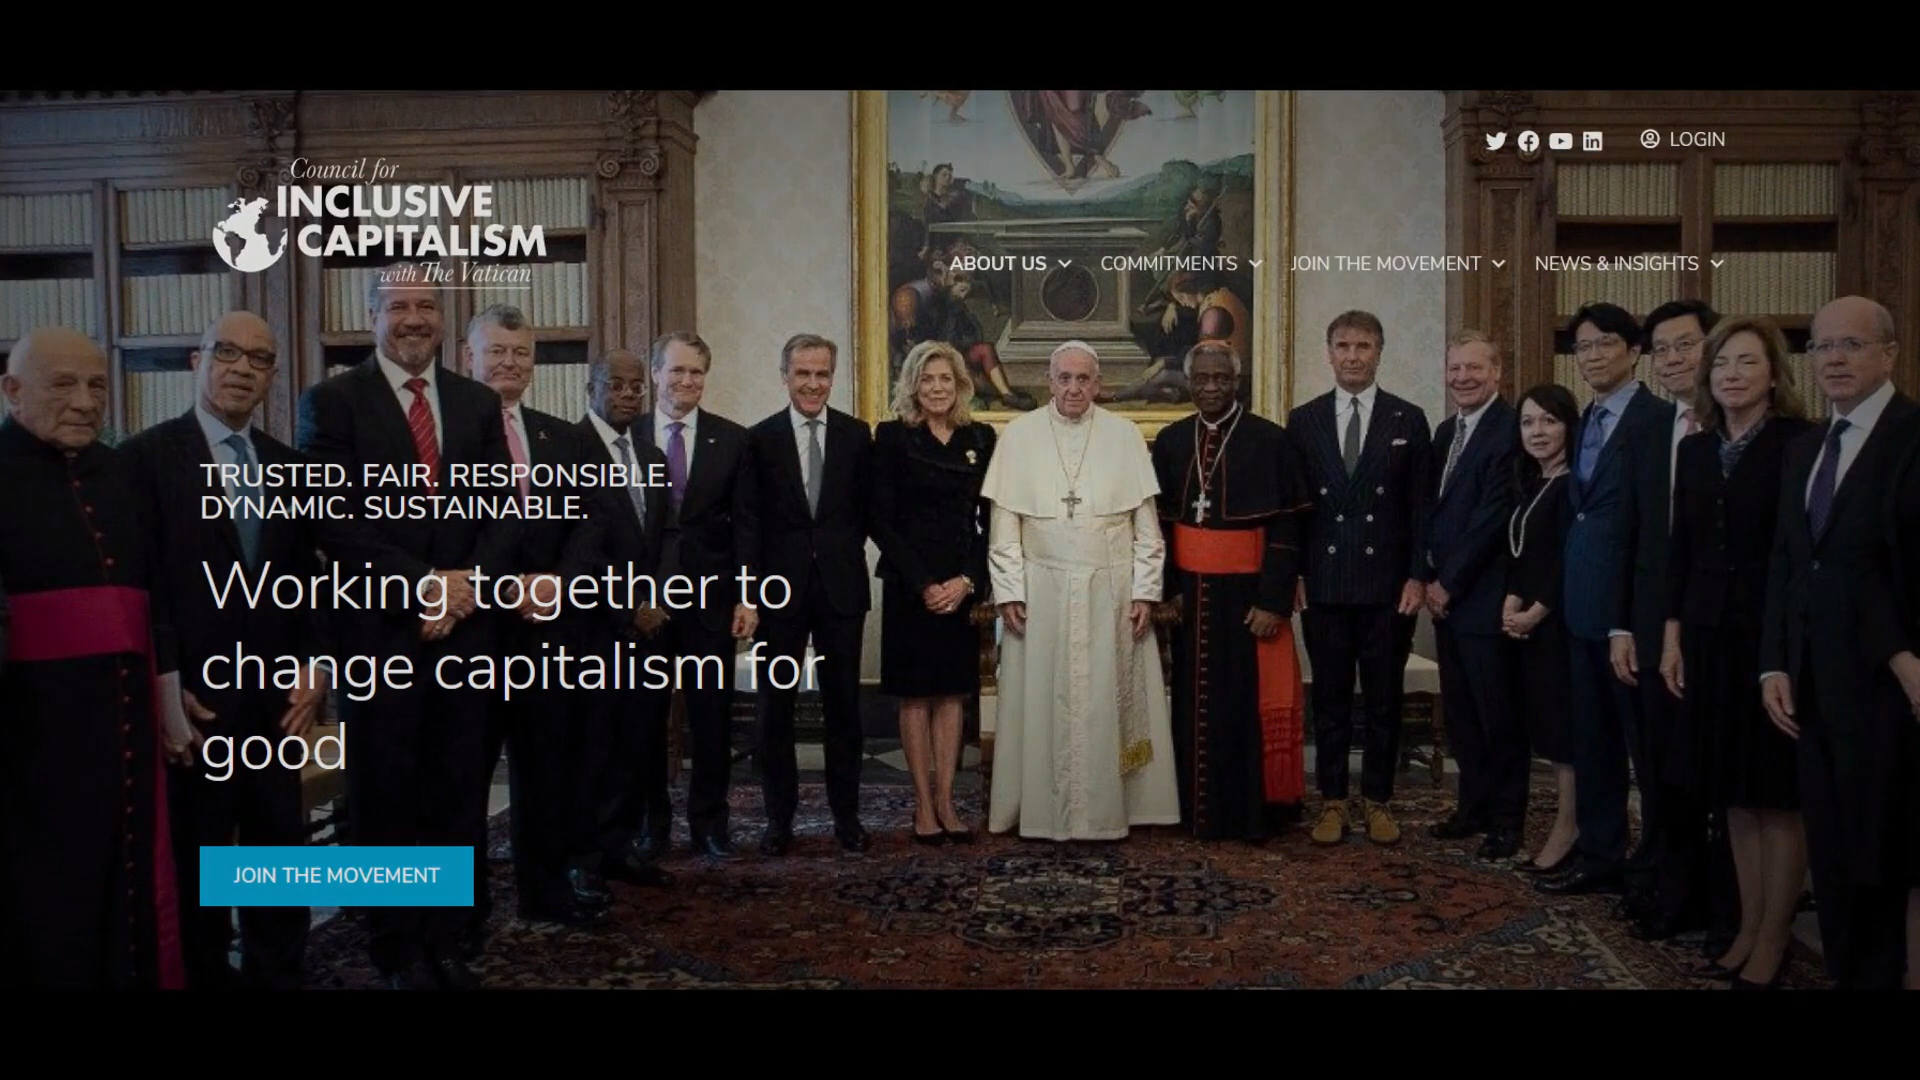 LOGIN
Council for
INCLUSIVE
CAPITALISM
with The Vatican
ABOUT US
COMMITMENTS
JOIN THE MOVEMENT
NEWS & INSIGHTS
TRUSTED. FAIR. RESPONSIBLE.
DYNAMIC. SUSTAINABLE.
Working together to
change capitalism for
good
JOIN THE MOVEMENT